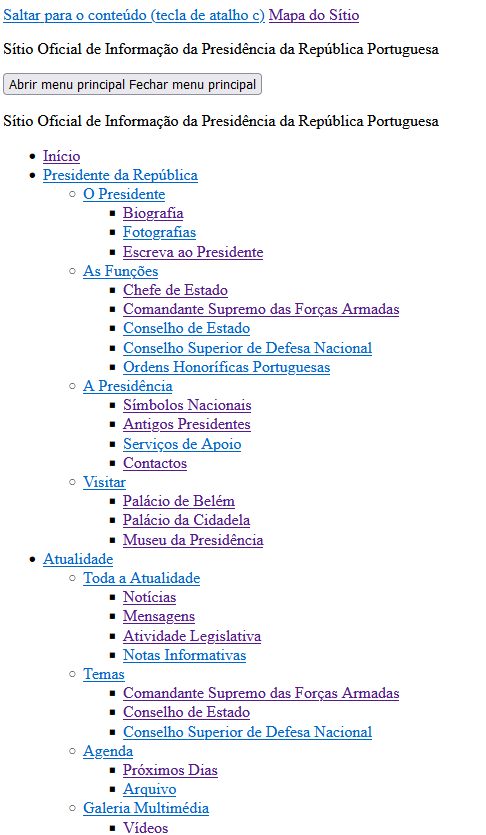 Saltar para o conteúdo (tecla de atalho c) Mapa do Sítio
Sítio Oficial de Informação da Presidência da República Portuguesa
Abrir menu principal Fechar menu principal
Sítio Oficial de Informação da Presidência da República Portuguesa
Início
Presidente da República
O Presidente
Biografia
Fotografias
Escreva ao Presidente
As Funções
Chefe de Estado
Comandante Supremo das Forças Armadas
Conselho de Estado
Conselho Superior de Defesa Nacional
Ordens Honoríficas Portuguesas
A Presidência
Símbolos Nacionais
Antigos Presidentes
Serviços de Apoio
Contactos
Visitar
Palácio de Belém
Palácio da Cidadela
Museu da Presidência
Atualidade
Toda a Atualidade
Notícias
Mensagens
Atividade Legislativa
Notas Informativas
Temas
Comandante Supremo das Forças Armadas
Conselho de Estado
Conselho Superior de Defesa Nacional
Agenda
Próximos Dias
Arquivo
Galeria Multimédia
Vídeos